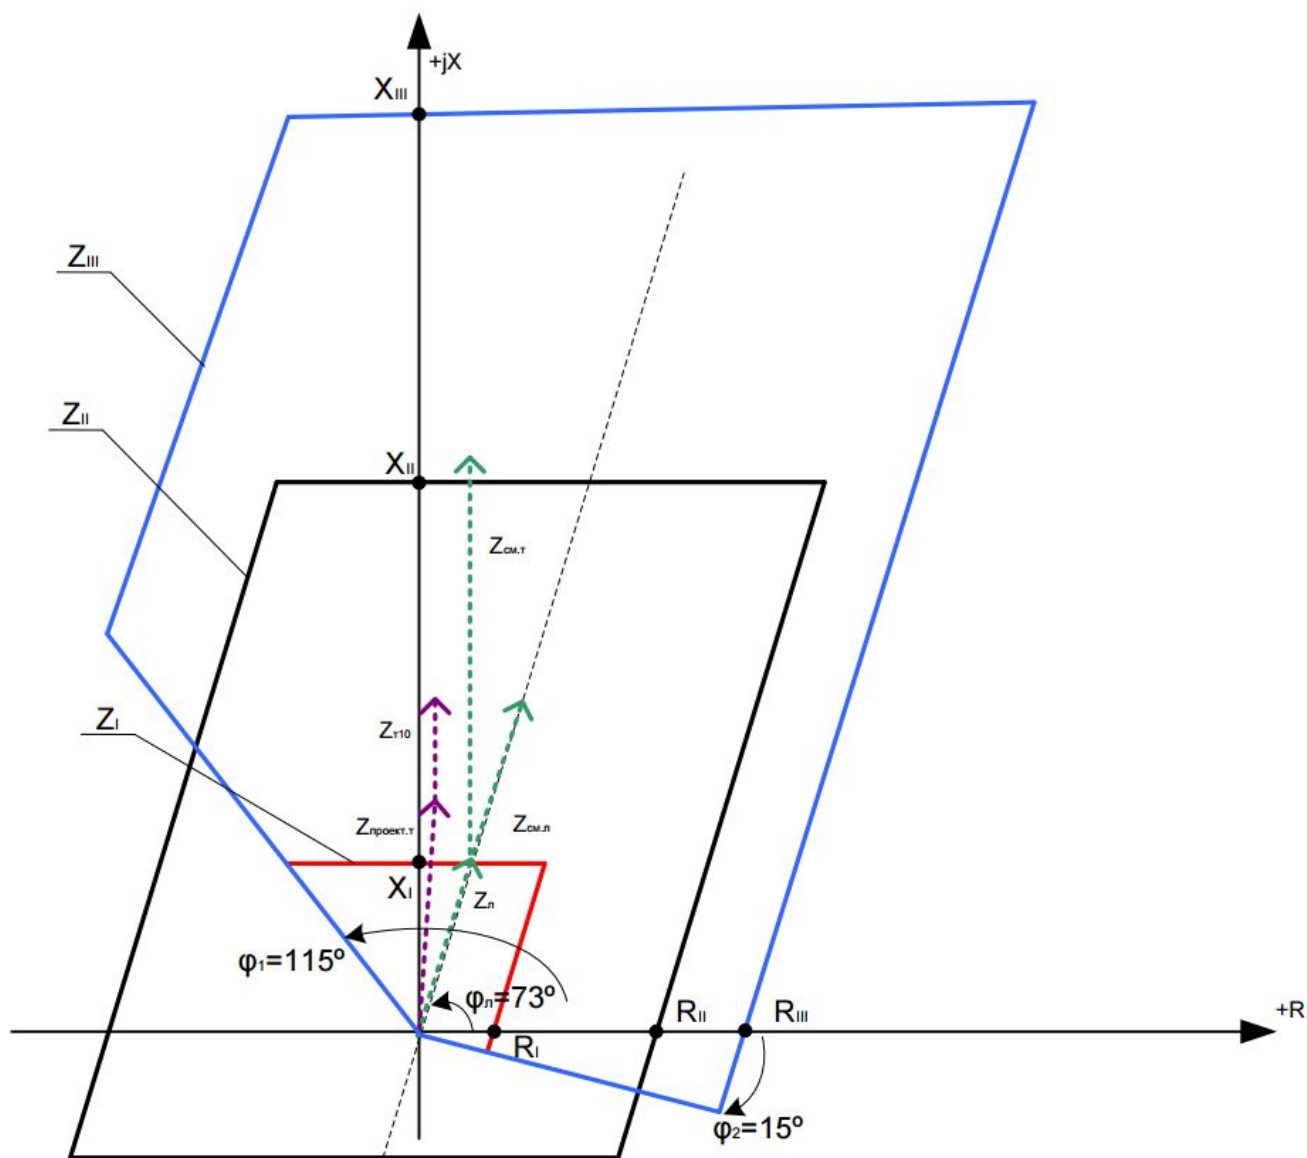 +jX
XIII
ZIII
ZII
XII
Zсм.т
ZI
Zт10
Zпроект.т
Zсм.л
XI
Zл
φ1=115º
φл=73º
RI
RII
RIII
+R
φ2=15º